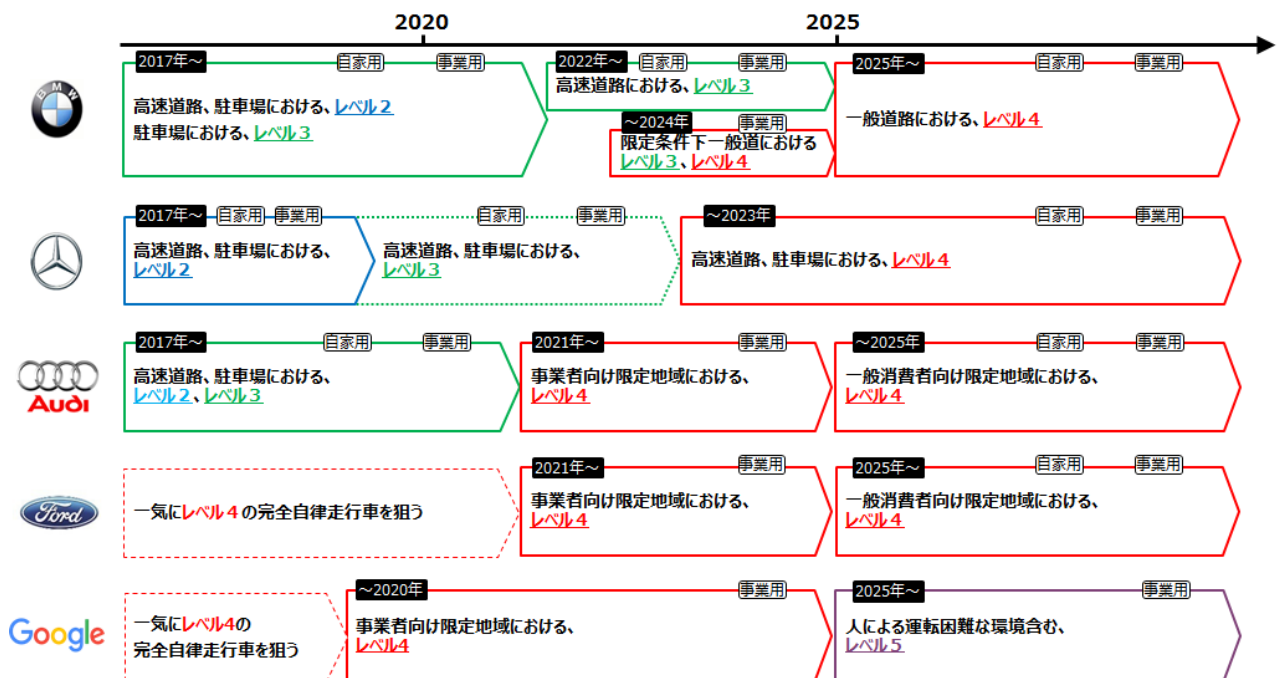 2020
2025
BMW
2017年～
自家用
事業用
高速道路、駐車場における、レベル２
駐車場における、レベル３
2022年～
自家用
事業用
高速道路における、レベル３
～2024年
事業用
限定条件下一般道における
レベル３、レベル４
2025年～
自家用
事業用
一般道路における、レベル４
2017年～
自家用
事業用
高速道路、駐車場における、
レベル２
自家用
事業用
高速道路、駐車場における、
レベル３
～2023年
自家用
事業用
高速道路、駐車場における、レベル４
Audi
2017年～
自家用
事業用
高速道路、駐車場における、
レベル２、レベル３
2021年～
事業用
事業者向け限定地域における、
レベル４
～2025年
自家用
事業用
一般消費者向け限定地域における、
レベル４
Ford
一気にレベル４の完全自律走行車を狙う
2021年～
事業用
事業者向け限定地域における、
レベル４
2025年～
自家用
事業用
一般消費者向け限定地域における、
レベル４
Google
一気にレベル4の
完全自律走行車を狙う
～2020年
事業用
事業者向け限定地域における、
レベル4
2025年～
事業用
人による運転困難な環境含む、
レベル５